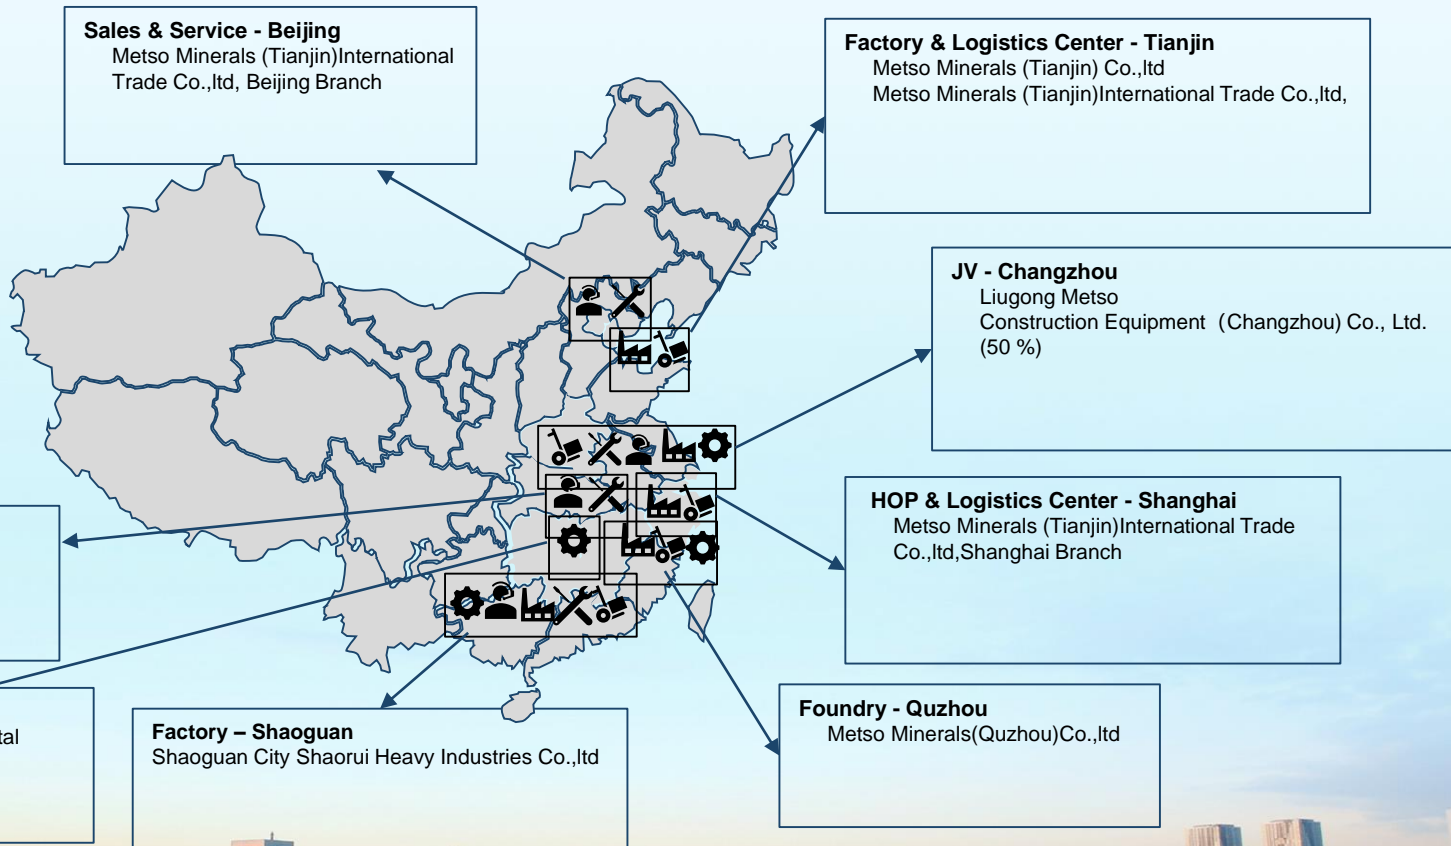 Sales & Service - Beijing
Metso Minerals (Tianjin)International
Trade Co.,ltd, Beijing Branch
Factory & Logistics Center - Tianjin
Metso Minerals (Tianjin) Co.,ltd
Metso Minerals (Tianjin)International Trade Co.,ltd,
JV - Changzhou
Liugong Metso
Construction Equipment（Changzhou) Co., Ltd.
(50 %)
HOP & Logistics Center - Shanghai
Metso Minerals (Tianjin)International Trade
Co.,ltd,Shanghai Branch
Foundry - Quzhou
Metso Minerals(Quzhou)Co.,ltd
Factory – Shaoguan
Shaoguan City Shaorui Heavy Industries Co.,ltd